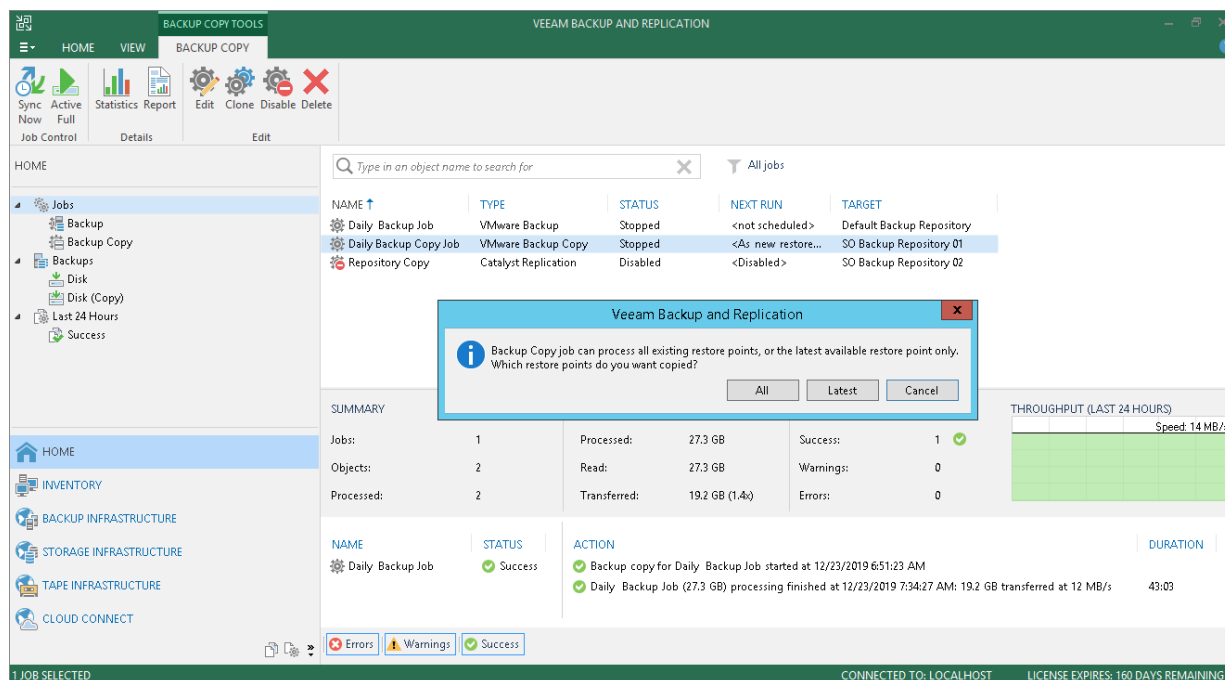 BACKUP COPY TOOLS
VEEAM BACKUP AND REPLICATION
HOME VIEW BACKUP COPY
Sync Now
Active Full
Statistics
Report
Edit
Clone
Disable
Delete
Job Control
Details
Edit
HOME
Jobs
Backup
Backup Copy
Backups
Disk
Disk (Copy)
Last 24 Hours
Success
HOME
INVENTORY
BACKUP INFRASTRUCTURE
STORAGE INFRASTRUCTURE
TAPE INFRASTRUCTURE
CLOUD CONNECT
Type in an object name to search for
All jobs
NAME TYPE STATUS NEXT RUN TARGET
Daily Backup Job VMware Backup Stopped <not scheduled> Default Backup Repository
Daily Backup Copy Job VMware Backup Copy Stopped <As new restore... SO Backup Repository 01
Repository Copy Catalyst Replication Disabled <Disabled> SO Backup Repository 02
Veeam Backup and Replication
x
Backup Copy job can process all existing restore points, or the latest available restore point only.
Which restore points do you want copied?
All Latest Cancel
SUMMARY
THROUGHPUT (LAST 24 HOURS)
Speed: 14 MB/s
Jobs: 1 Processed: 27.3 GB Success: 1
Objects: 2 Read: 27.3 GB Warnings: 0
Processed: 2 Transferred: 19.2 GB (1.4x) Errors: 0
NAME STATUS ACTION DURATION
Daily Backup Job Success Backup copy for Daily Backup Job started at 12/23/2019 6:51:23 AM
Daily Backup Job (27.3 GB) processing finished at 12/23/2019 7:34:27 AM: 19.2 GB transferred at 12 MB/s 43:03
Errors Warnings Success
1 JOB SELECTED
CONNECTED TO: LOCALHOST
LICENSE EXPIRES: 160 DAYS REMAINING